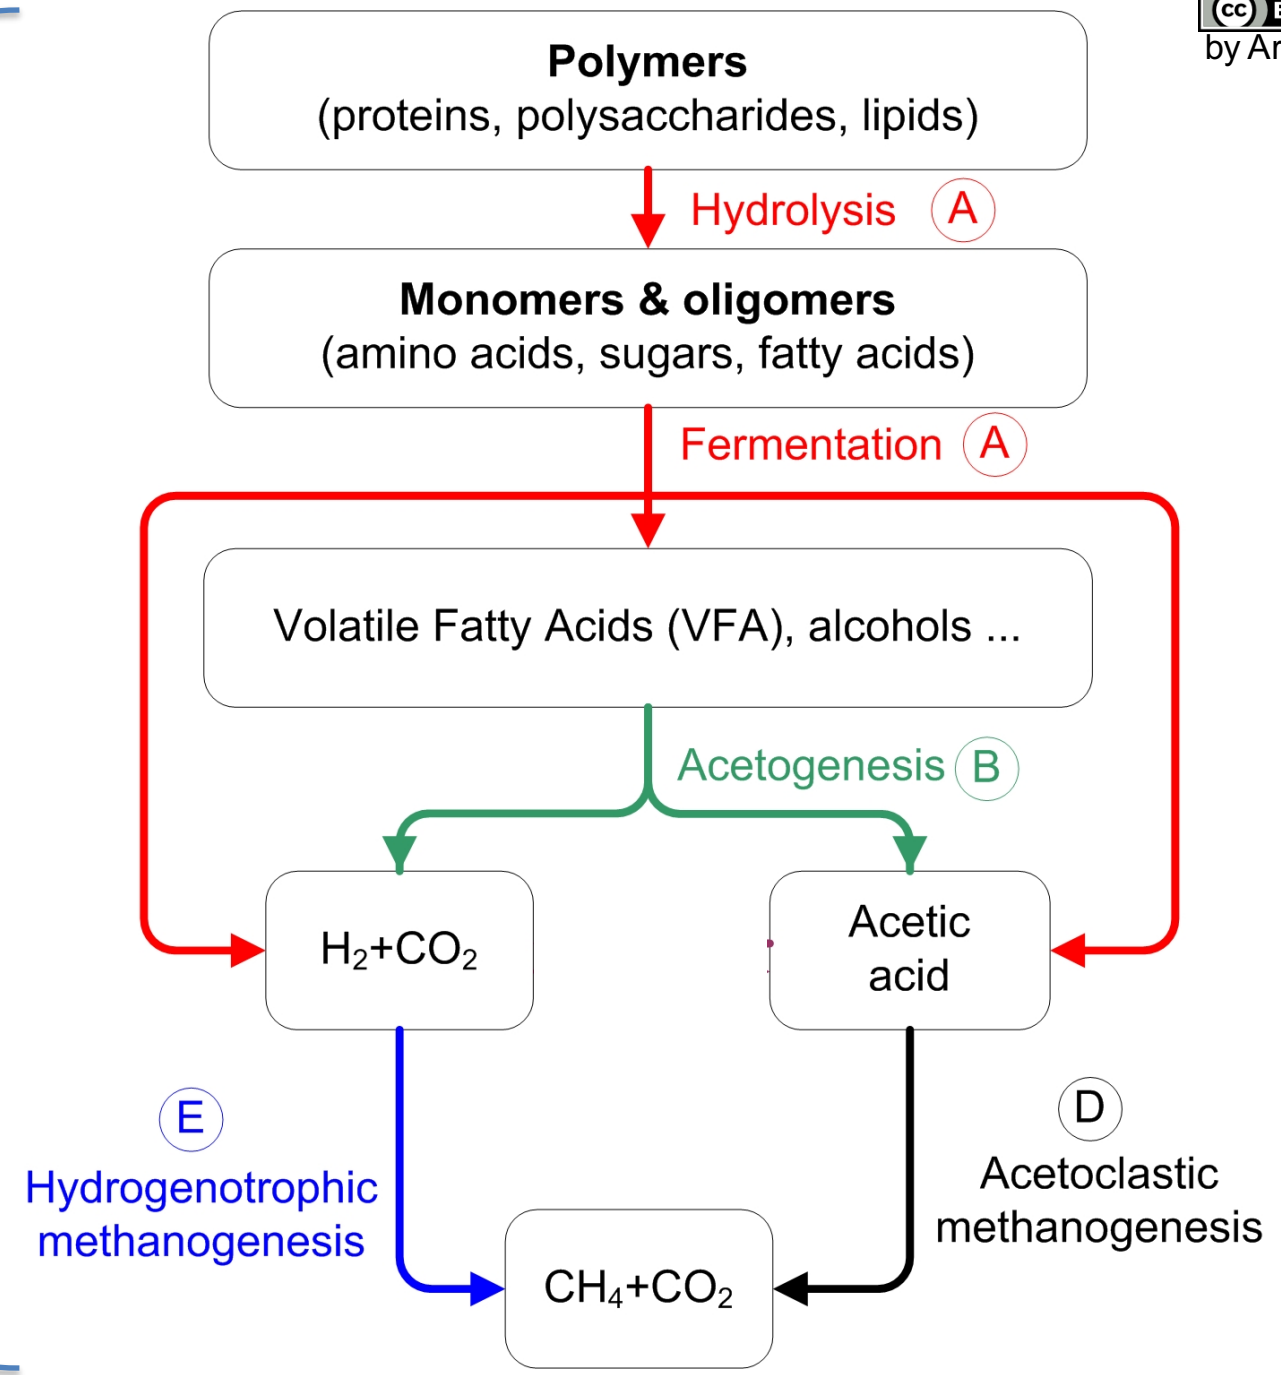 cc
by
Polymers
(proteins, polysaccharides, lipids)
Hydrolysis A
Monomers & oligomers
(amino acids, sugars, fatty acids)
Fermentation A
Volatile Fatty Acids (VFA), alcohols ...
Acetogenesis B
H₂+CO₂
Acetic
acid
E
Hydrogenotrophic
methanogenesis
D
Acetoclastic
methanogenesis
CH₄+CO₂